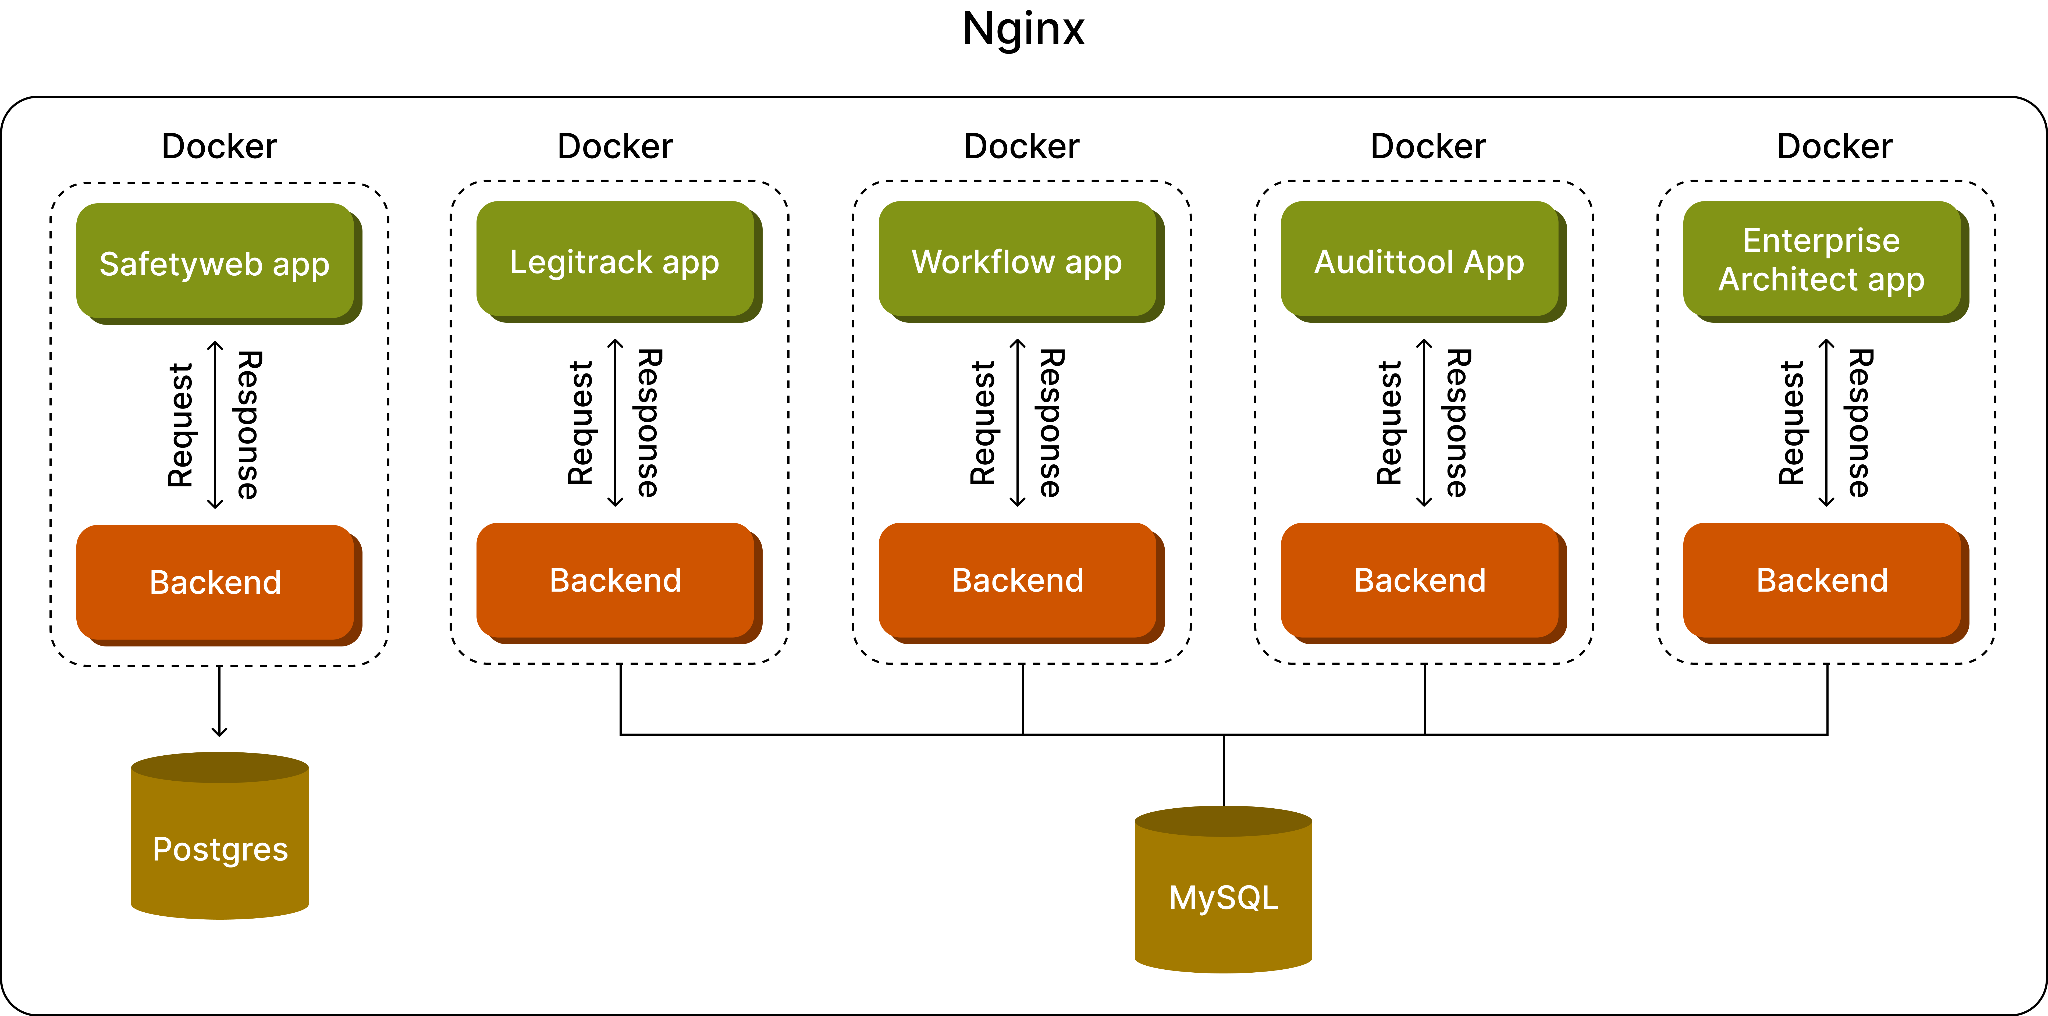 Nginx
Docker
Docker
Docker
Docker
Docker
Safetyweb app
Legitrack app
Workflow app
Audittool App
Enterprise
Architect app
Request
Response
Request
Response
Request
Response
Request
Response
Request
Response
Backend
Backend
Backend
Backend
Backend
Postgres
MySQL